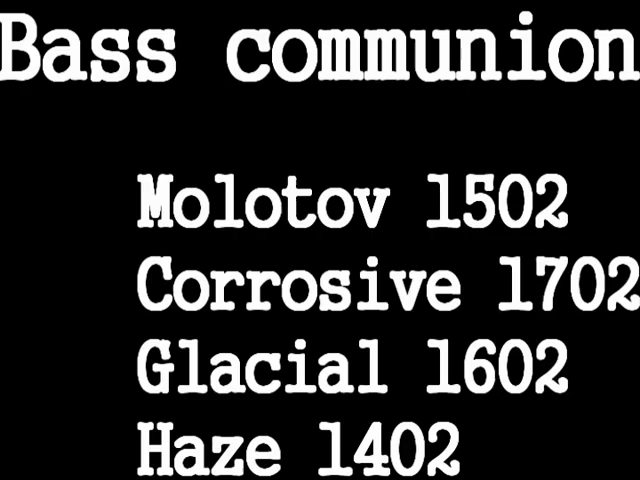 Bass communion
Molotov 1502
Corrosive 1702
Glacial 1602
Haze 1402